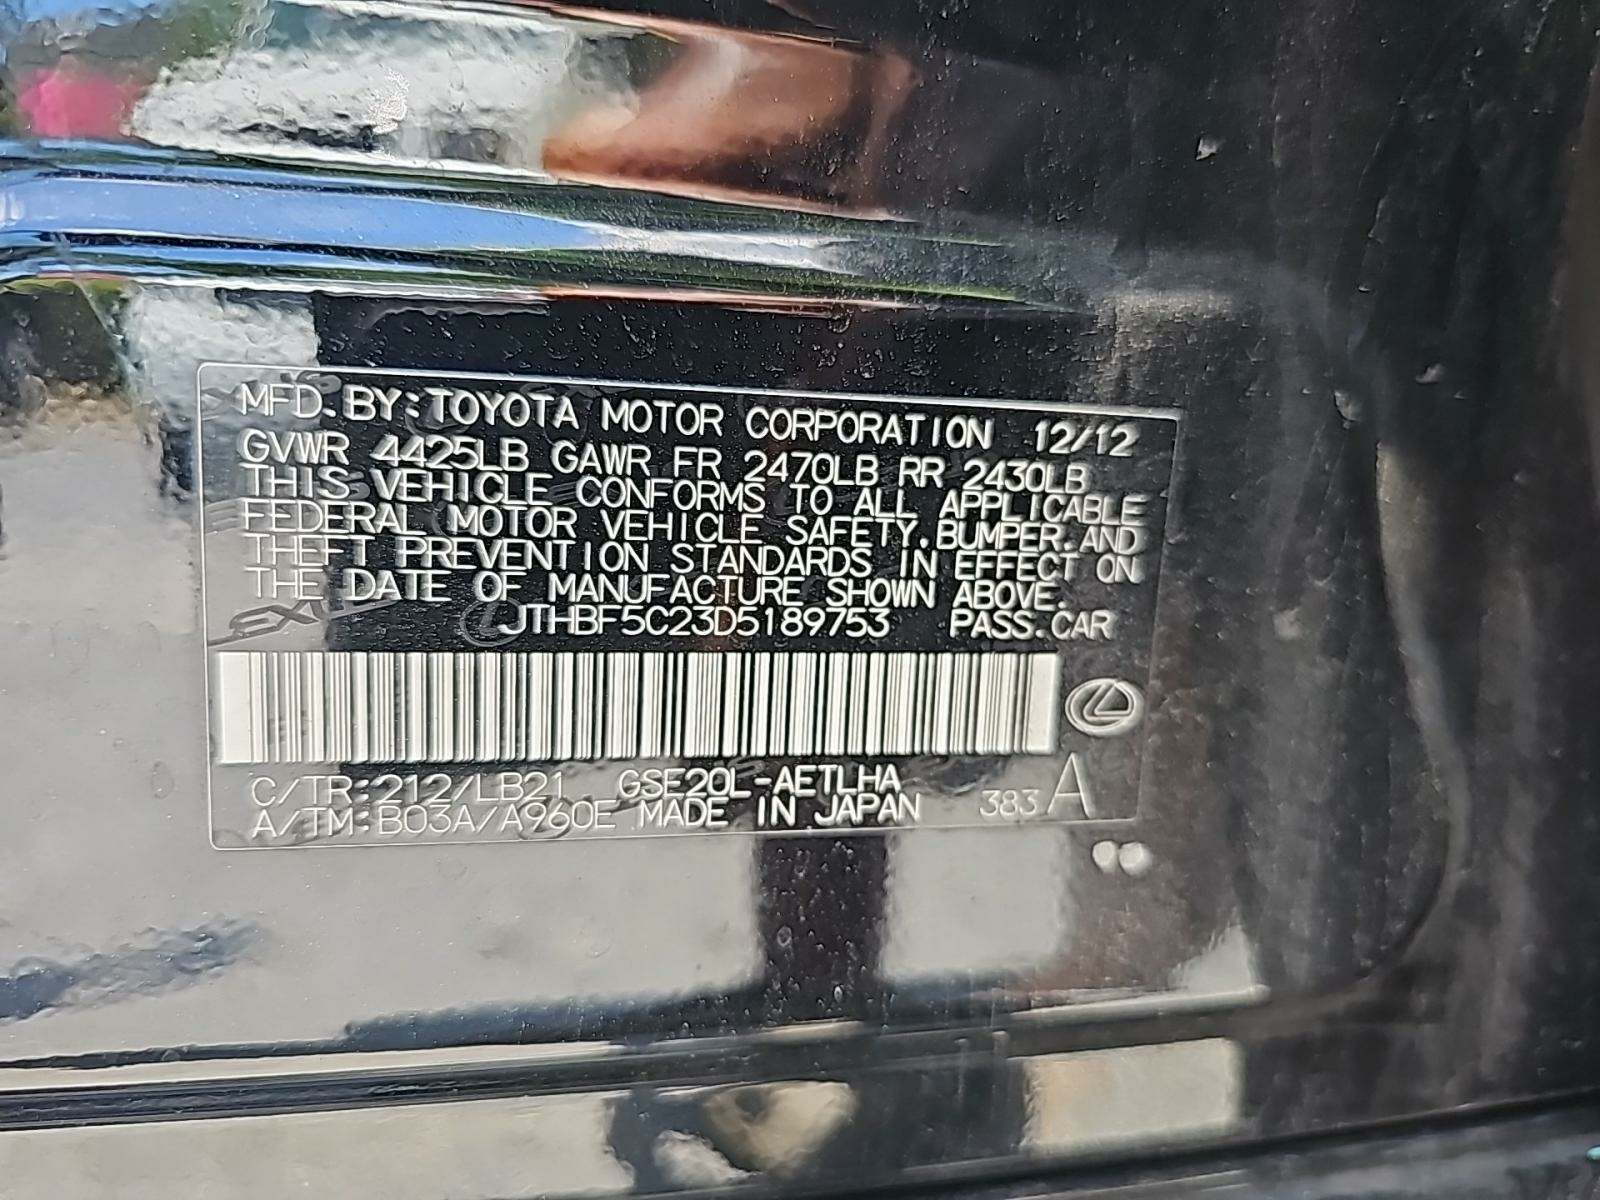 MFD.BY:TOYOTA MOTOR CORPORATION 12/12
GVWR 4425LB GAWR FR 2470LB RR 2430LB
THIS VEHICLE CONFORMS TO ALL APPLICABLE
FEDERAL MOTOR VEHICLE SAFETY,BUMPER,AND
THEFT PREVENTION STANDARDS IN EFFECT ON
THE DATE OF MANUFACTURE SHOWN ABOVE.
JTHBF5C23D5189753 PASS.CAR
C/TR:212/LB21 GSE20L-AETLHA
A/TM:B03A/A960E MADE IN JAPAN 383 A